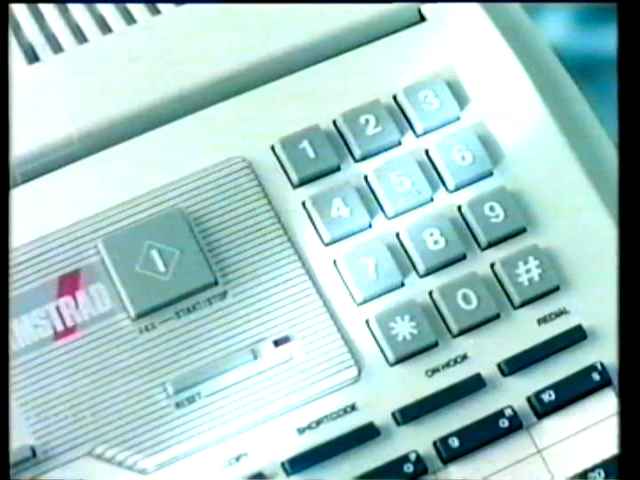 1 2 3
4 5 6
7 8 9
* 0 #
MSTRAD
FAX START/STOP
RESET
REDIAL
ON HOOK
SHORTCODE
10
9